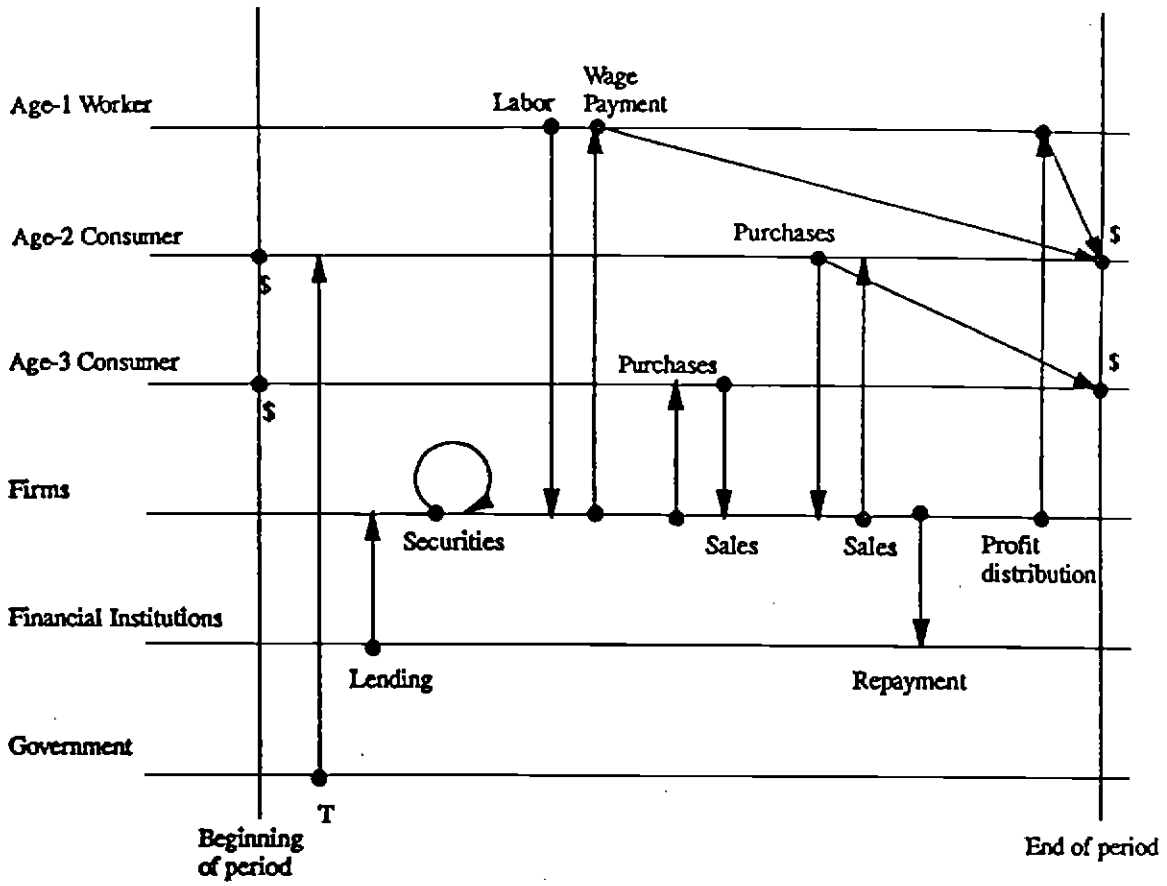 Wage
Age-1 Worker
Labor
Payment
Age-2 Consumer
Purchases
$
$
Age-3 Consumer
Purchases
$
$
Firms
Securities
Sales
Sales
Profit
distribution
Financial Institutions
Lending
Repayment
Government
T
Beginning
of period
End of period